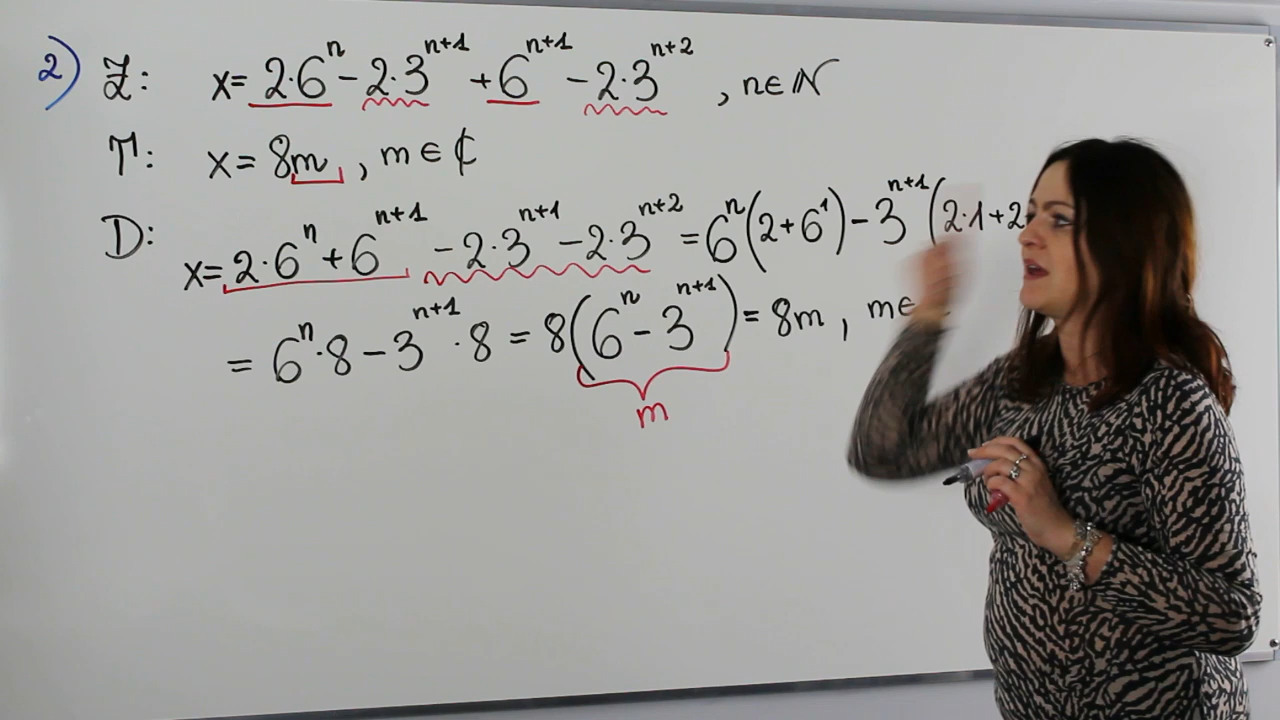 2) Z: x = 2·6ⁿ - 2·3ⁿ⁺¹ + 6ⁿ⁺¹ - 2·3ⁿ⁺² , n∈ℕ
T: x = 8m , m∈ℂ
D: x = 2·6ⁿ + 6ⁿ⁺¹ - 2·3ⁿ⁺¹ - 2·3ⁿ⁺² = 6ⁿ(2+6¹) - 3ⁿ⁺¹(2·1+2
= 6ⁿ·8 - 3ⁿ⁺¹·8 = 8(6ⁿ - 3ⁿ⁺¹) = 8m , m∈
m